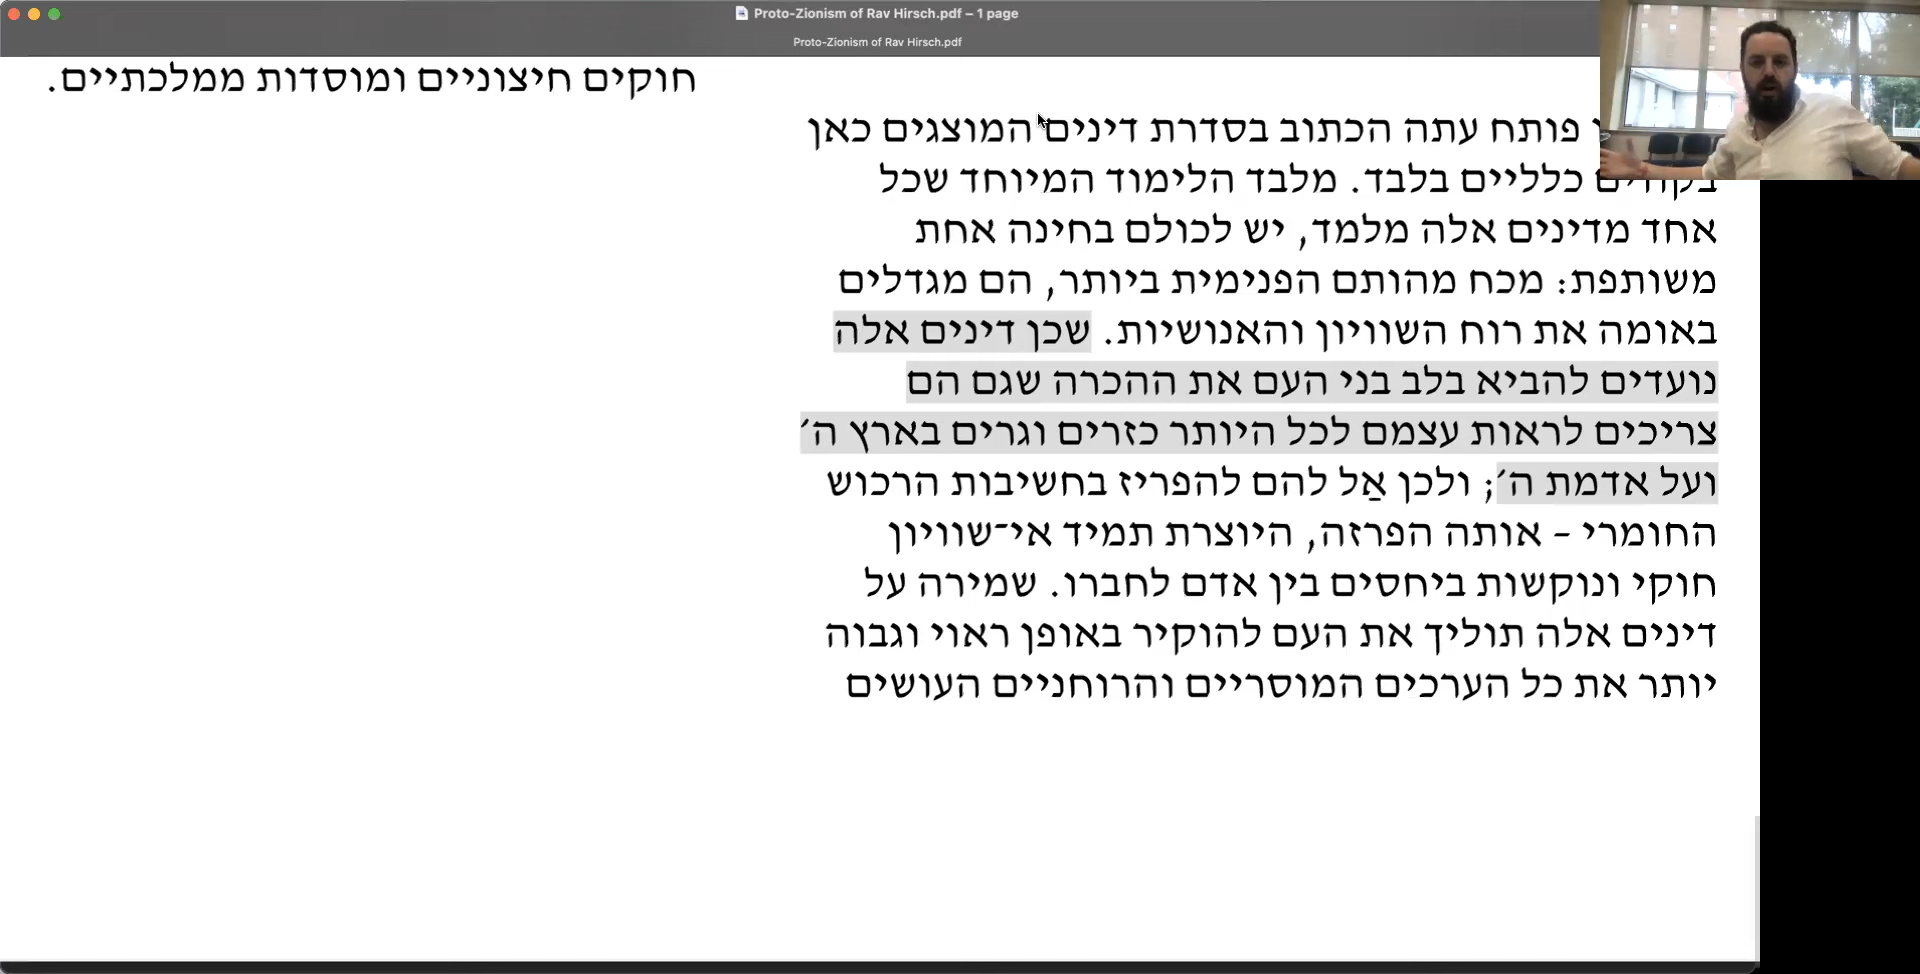 Proto-Zionism of Rav Hirsch.pdf – 1 page
Proto-Zionism of Rav Hirsch.pdf
פותח עתה הכתוב בסדרת דינים המוצגים כאן
כלליים בלבד. מלבד הלימוד המיוחד שכל
אחד מדינים אלה מלמד, יש לכולם בחינה אחת
משותפת: מכח מהותם הפנימית ביותר, הם מגדלים
באומה את רוח השוויון והאנושיות. שכן דינים אלה
נועדים להביא בלב בני העם את ההכרה שגם הם
צריכים לראות עצמם לכל היותר כזרים וגרים בארץ ה׳
ועל אדמת ה׳; ולכן אַל להם להפריז בחשיבות הרכוש
החומרי – אותה הפרזה, היוצרת תמיד אי־שוויון
חוקי ונוקשות ביחסים בין אדם לחברו. שמירה על
דינים אלה תוליך את העם להוקיר באופן ראוי וגבוה
יותר את כל הערכים המוסריים והרוחניים העושים
חוקים חיצוניים ומוסדות ממלכתיים.